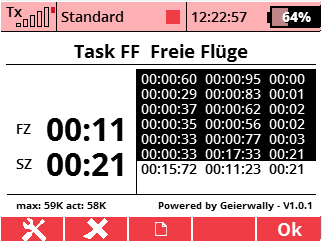 Tx Standard 12:22:57 64%
Task FF Freie Flüge
FZ 00:11
SZ 00:21
00:00:60 00:00:95 00:00
00:00:29 00:00:83 00:01
00:00:37 00:00:62 00:02
00:00:35 00:00:56 00:02
00:00:33 00:00:77 00:03
00:00:33 00:17:33 00:21
00:15:72 00:11:23 00:21
max: 59K act: 58K Powered by Geierwally - V1.0.1
Ok